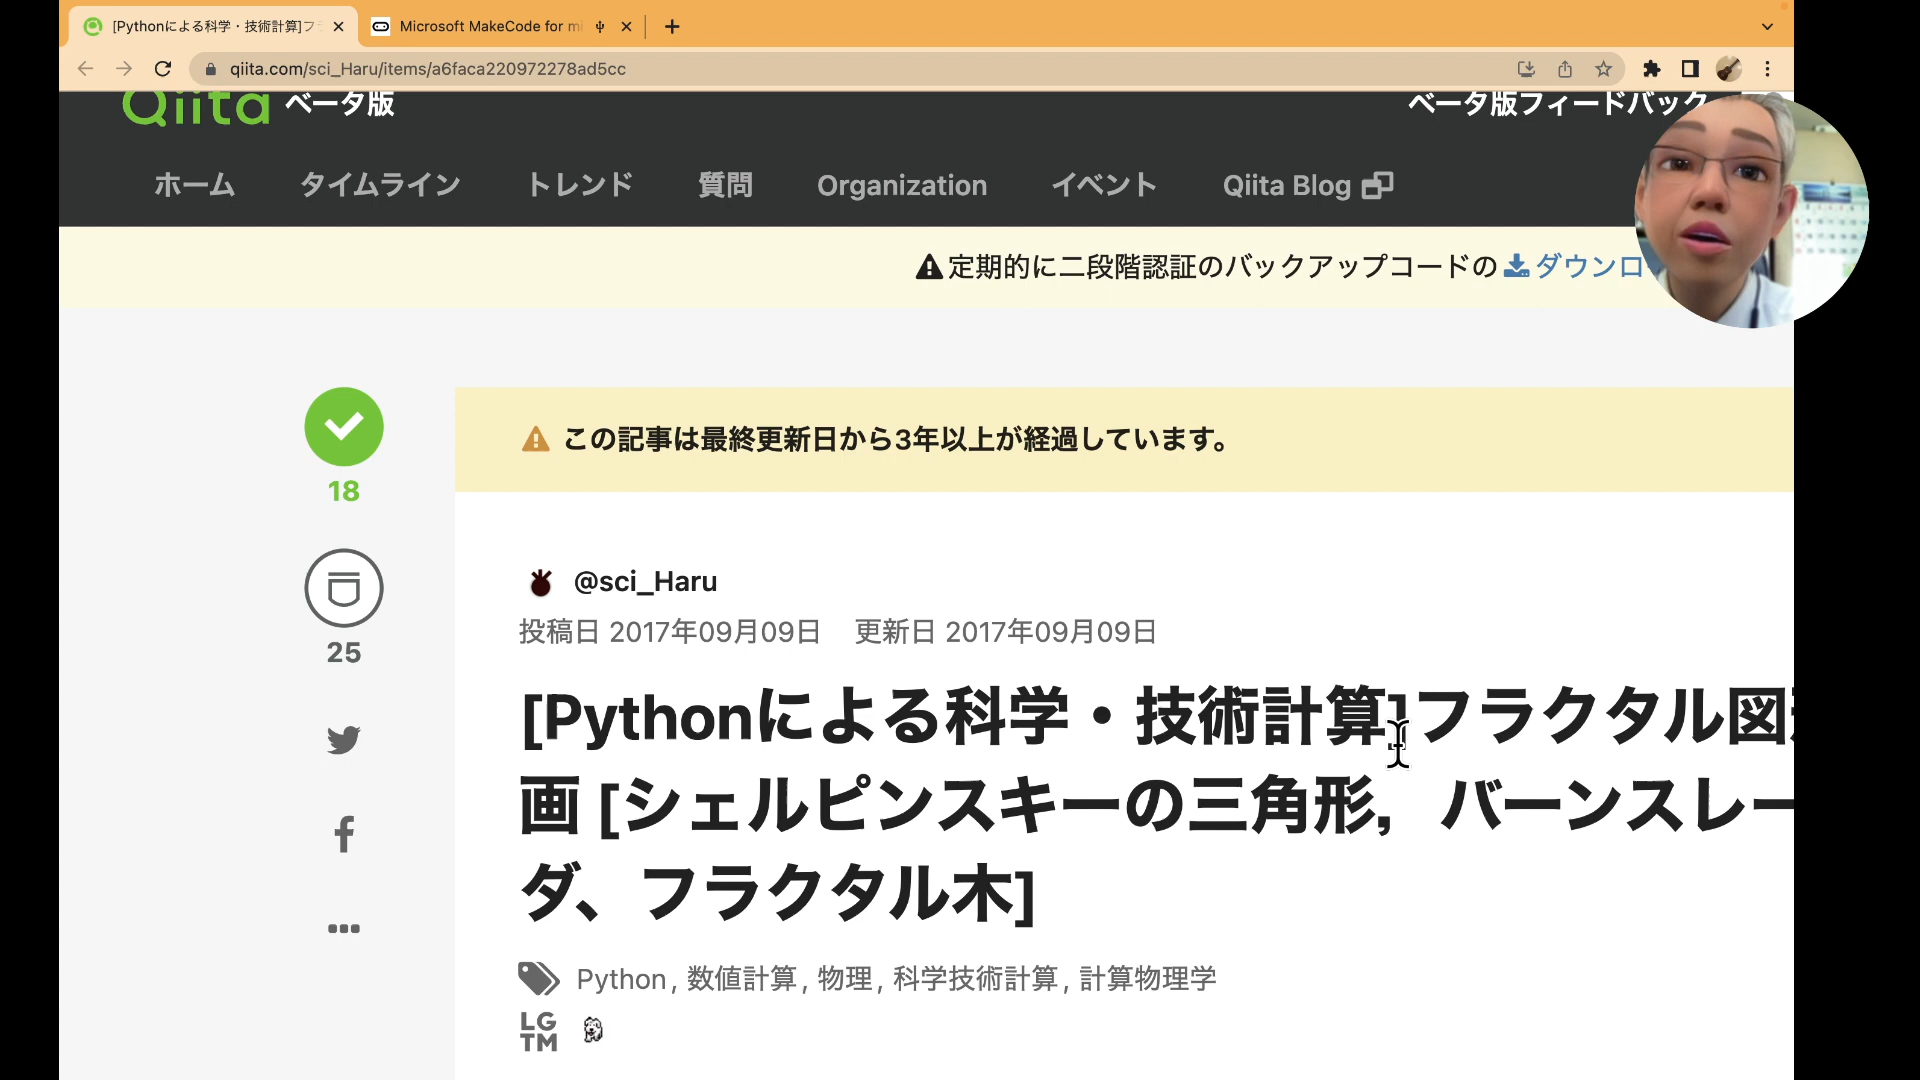 [Pythonによる科学・技術計算]フ
Microsoft MakeCode for mi
qiita.com/sci_Haru/items/a6faca220972278ad5cc
Qiita ベータ版
ベータ版フィードバック
ホーム タイムライン トレンド 質問 Organization イベント Qiita Blog
定期的に二段階認証のバックアップコードの ダウンロ
18
この記事は最終更新日から3年以上が経過しています。
25
@sci_Haru
投稿日 2017年09月09日 更新日 2017年09月09日
[Pythonによる科学・技術計算]フラクタル図
画 [シェルピンスキーの三角形，バーンスレー
ダ、フラクタル木]
Python, 数値計算, 物理, 科学技術計算, 計算物理学
LG
TM